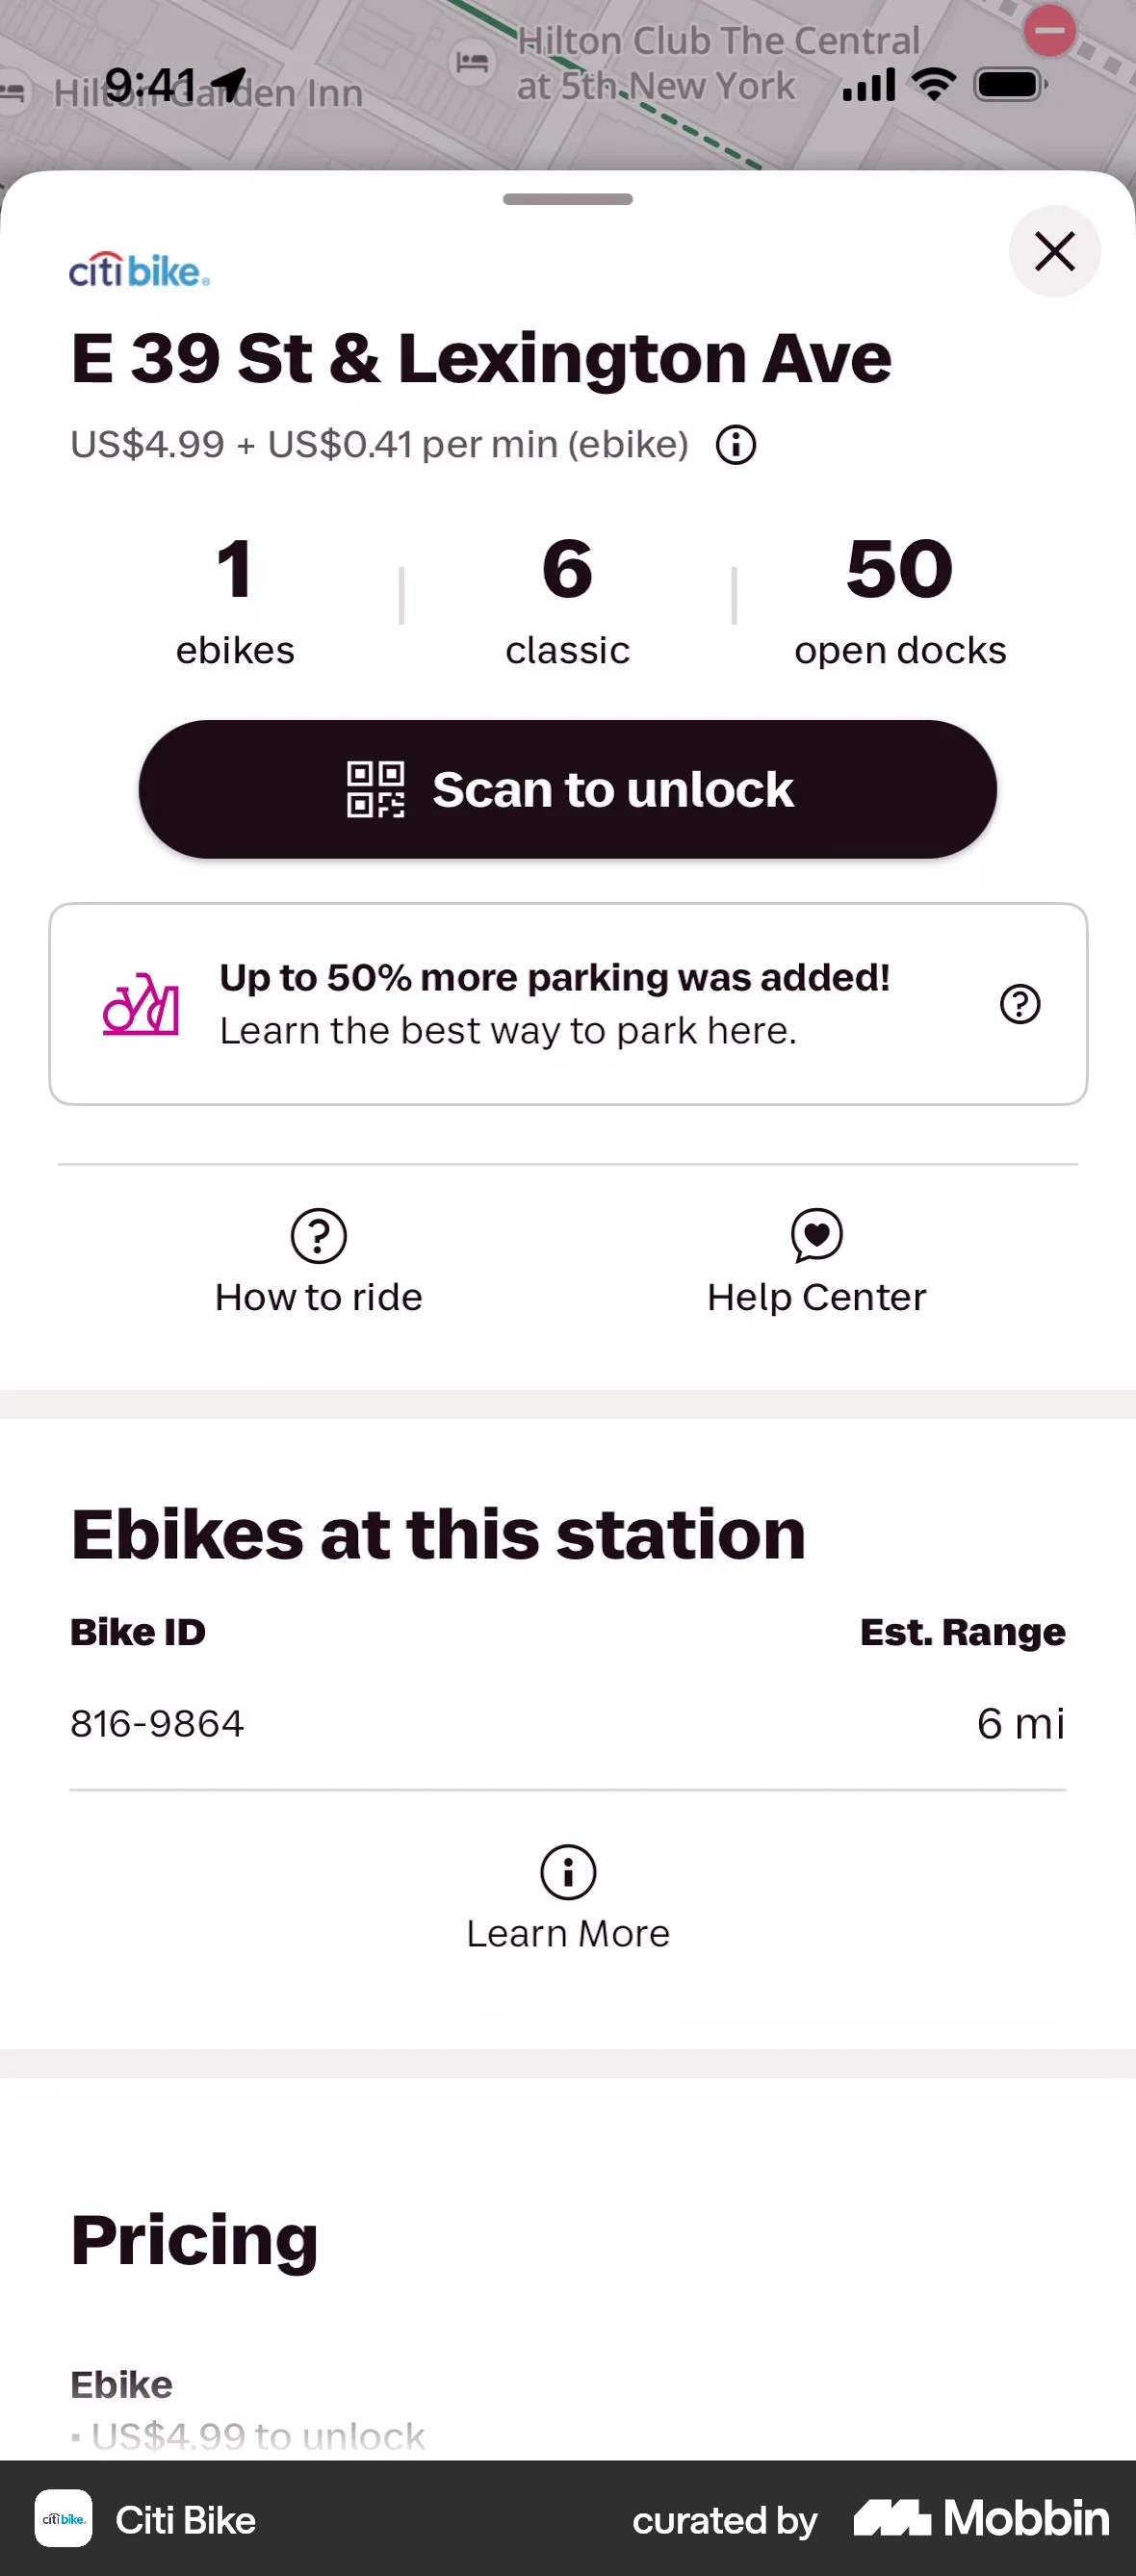 Hilton Club The Central
at 5th New York
Hilton Garden Inn
9:41
citibike
E 39 St & Lexington Ave
US$4.99 + US$0.41 per min (ebike)
1
ebikes
6
classic
50
open docks
Scan to unlock
Up to 50% more parking was added!
Learn the best way to park here.
How to ride
Help Center
Ebikes at this station
Bike ID
Est. Range
816-9864
6 mi
Learn More
Pricing
Ebike
▪ US$4.99 to unlock
citibike
Citi Bike
curated by
Mobbin